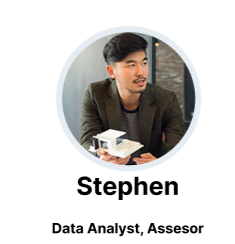 Stephen
Data Analyst, Assesor